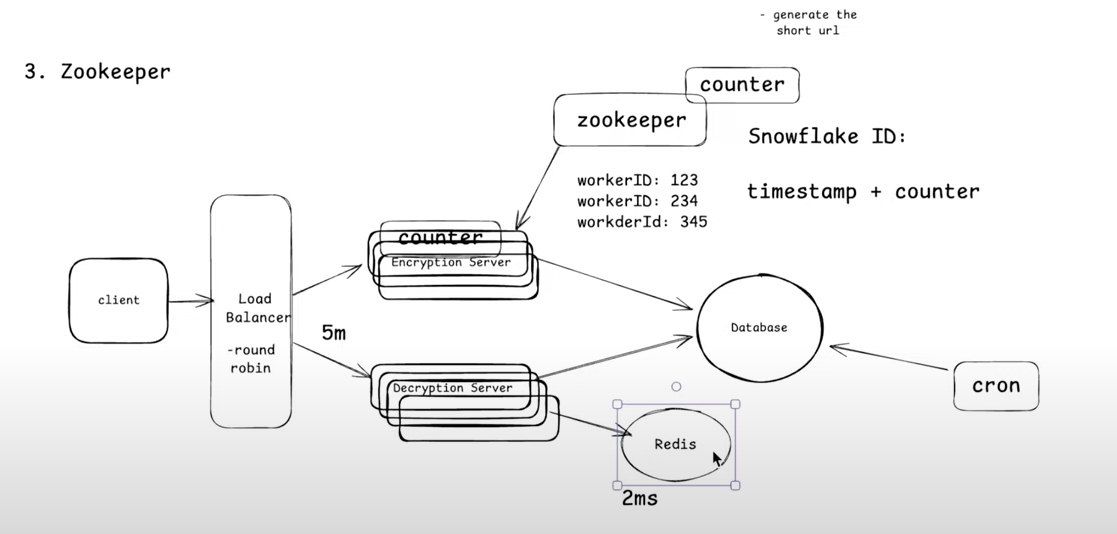 - generate the
short url
3. Zookeeper
counter
zookeeper
Snowflake ID:
workerID: 123
workerID: 234
workderId: 345
timestamp + counter
counter
Encryption Server
client
Load
Balancer
-round
robin
5m
Database
Decryption Server
cron
Redis
2ms